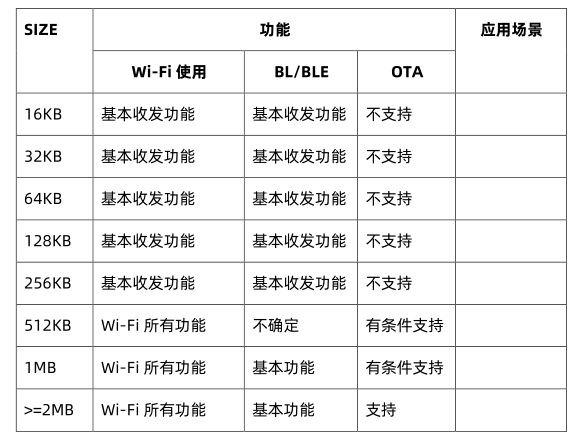 SIZE 功能 应用场景
Wi-Fi 使用 BL/BLE OTA
16KB 基本收发功能 基本收发功能 不支持
32KB 基本收发功能 基本收发功能 不支持
64KB 基本收发功能 基本收发功能 不支持
128KB 基本收发功能 基本收发功能 不支持
256KB 基本收发功能 基本收发功能 不支持
512KB Wi-Fi 所有功能 不确定 有条件支持
1MB Wi-Fi 所有功能 基本功能 有条件支持
>=2MB Wi-Fi 所有功能 基本功能 支持